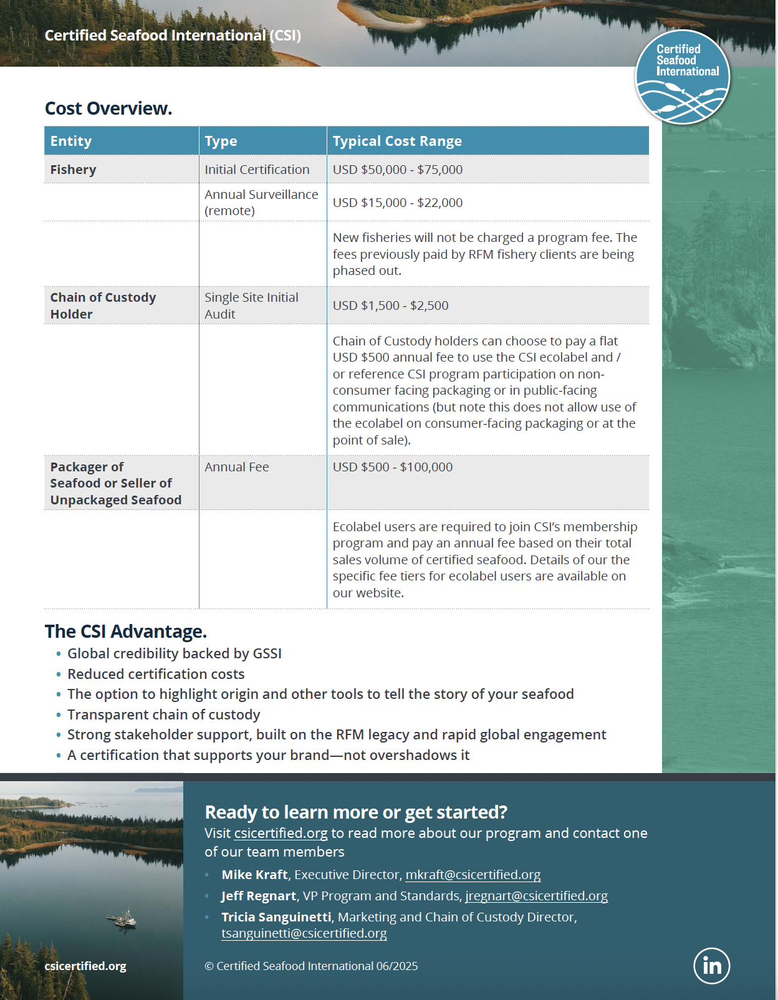 Certified Seafood International (CSI)
Certified
Seafood
International
Cost Overview.
Entity
Type
Typical Cost Range
Fishery
Initial Certification
USD $50,000 - $75,000
Annual Surveillance
(remote)
USD $15,000 - $22,000
New fisheries will not be charged a program fee. The
fees previously paid by RFM fishery clients are being
phased out.
Chain of Custody
Holder
Single Site Initial
Audit
USD $1,500 - $2,500
Chain of Custody holders can choose to pay a flat
USD $500 annual fee to use the CSI ecolabel and /
or reference CSI program participation on non-
consumer facing packaging or in public-facing
communications (but note this does not allow use of
the ecolabel on consumer-facing packaging or at the
point of sale).
Packager of
Seafood or Seller of
Unpackaged Seafood
Annual Fee
USD $500 - $100,000
Ecolabel users are required to join CSI’s membership
program and pay an annual fee based on their total
sales volume of certified seafood. Details of our the
specific fee tiers for ecolabel users are available on
our website.
The CSI Advantage.
• Global credibility backed by GSSI
• Reduced certification costs
• The option to highlight origin and other tools to tell the story of your seafood
• Transparent chain of custody
• Strong stakeholder support, built on the RFM legacy and rapid global engagement
• A certification that supports your brand—not overshadows it
Ready to learn more or get started?
Visit csicertified.org to read more about our program and contact one
of our team members
• Mike Kraft, Executive Director, mkraft@csicertified.org
• Jeff Regnart, VP Program and Standards, jregnart@csicertified.org
• Tricia Sanguinetti, Marketing and Chain of Custody Director,
tsanguinetti@csicertified.org
csicertified.org
© Certified Seafood International 06/2025
in